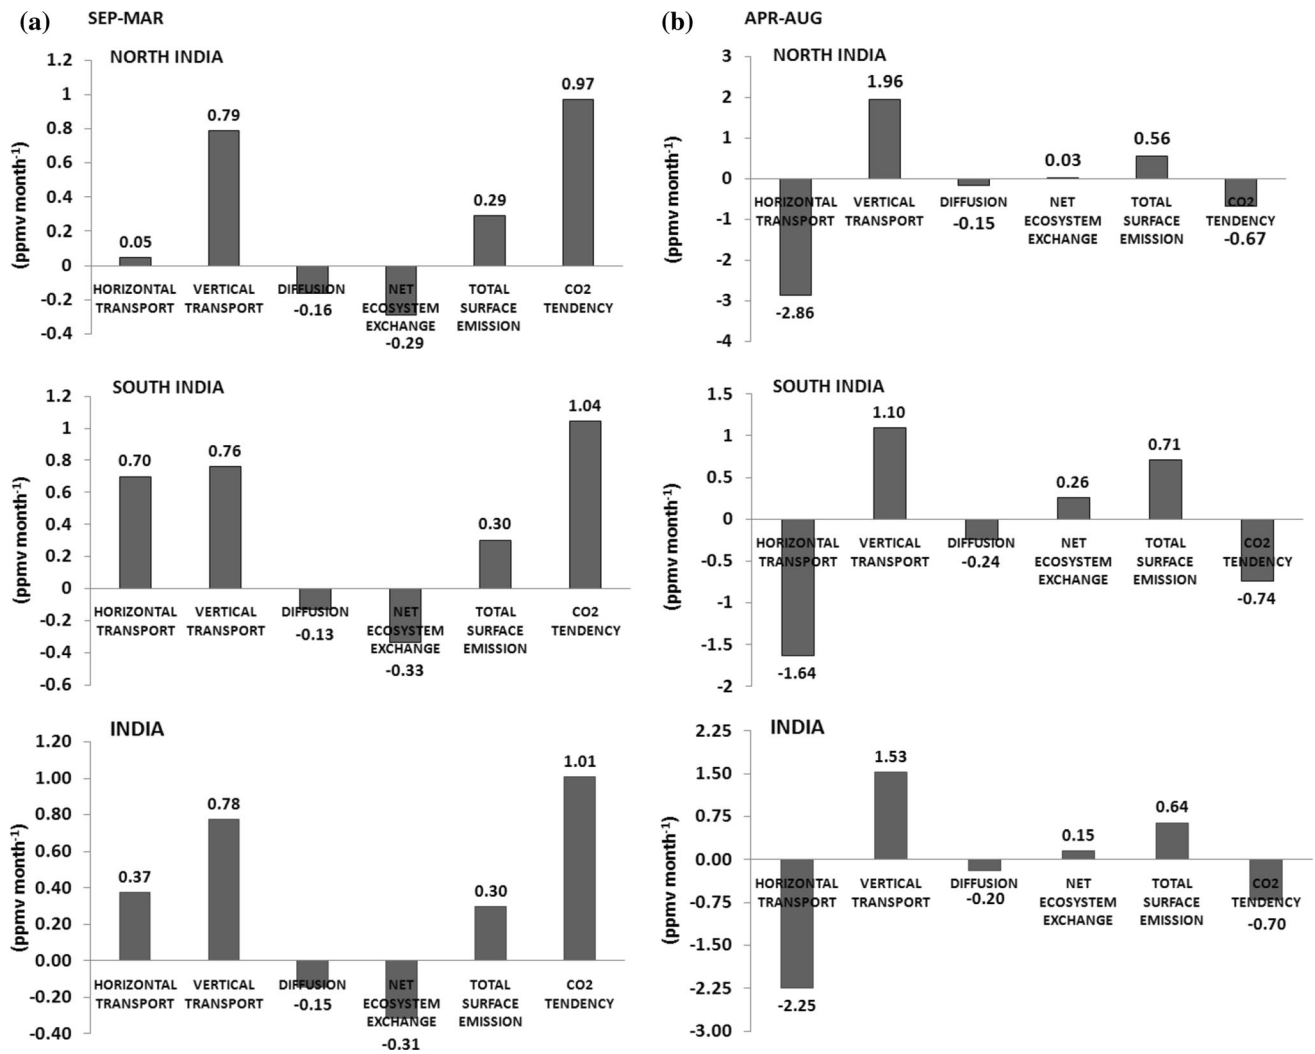 (a)
SEP-MAR
NORTH INDIA
(ppmv month-1)
1.2
1
0.8
0.6
0.4
0.2
0
-0.2
-0.4
0.05
0.79
-0.16
-0.29
0.29
0.97
HORIZONTAL
TRANSPORT
VERTICAL
TRANSPORT
DIFFUSION
NET
ECOSYSTEM
EXCHANGE
TOTAL
SURFACE
EMISSION
CO2
TENDENCY
SOUTH INDIA
(ppmv month-1)
1.2
1
0.8
0.6
0.4
0.2
0
-0.2
-0.4
-0.6
0.70
0.76
-0.13
-0.33
0.30
1.04
HORIZONTAL
TRANSPORT
VERTICAL
TRANSPORT
DIFFUSION
NET
ECOSYSTEM
EXCHANGE
TOTAL
SURFACE
EMISSION
CO2
TENDENCY
INDIA
(ppmv month-1)
1.20
1.00
0.80
0.60
0.40
0.20
0.00
-0.20
-0.40
0.37
0.78
-0.15
-0.31
0.30
1.01
HORIZONTAL
TRANSPORT
VERTICAL
TRANSPORT
DIFFUSION
NET
ECOSYSTEM
EXCHANGE
TOTAL
SURFACE
EMISSION
CO2
TENDENCY
(b)
APR-AUG
NORTH INDIA
(ppmv month-1)
3
2
1
0
-1
-2
-3
-4
-2.86
1.96
-0.15
0.03
0.56
-0.67
HORIZONTAL
TRANSPORT
VERTICAL
TRANSPORT
DIFFUSION
NET
ECOSYSTEM
EXCHANGE
TOTAL
SURFACE
EMISSION
CO2
TENDENCY
SOUTH INDIA
(ppmv month-1)
1.5
1
0.5
0
-0.5
-1
-1.5
-2
-1.64
1.10
-0.24
0.26
0.71
-0.74
HORIZONTAL
TRANSPORT
VERTICAL
TRANSPORT
DIFFUSION
NET
ECOSYSTEM
EXCHANGE
TOTAL
SURFACE
EMISSION
CO2
TENDENCY
INDIA
(ppmv month-1)
2.25
1.50
0.75
0.00
-0.75
-1.50
-2.25
-3.00
-2.25
1.53
-0.20
0.15
0.64
-0.70
HORIZONTAL
TRANSPORT
VERTICAL
TRANSPORT
DIFFUSION
NET
ECOSYSTEM
EXCHANGE
TOTAL
SURFACE
EMISSION
CO2
TENDENCY